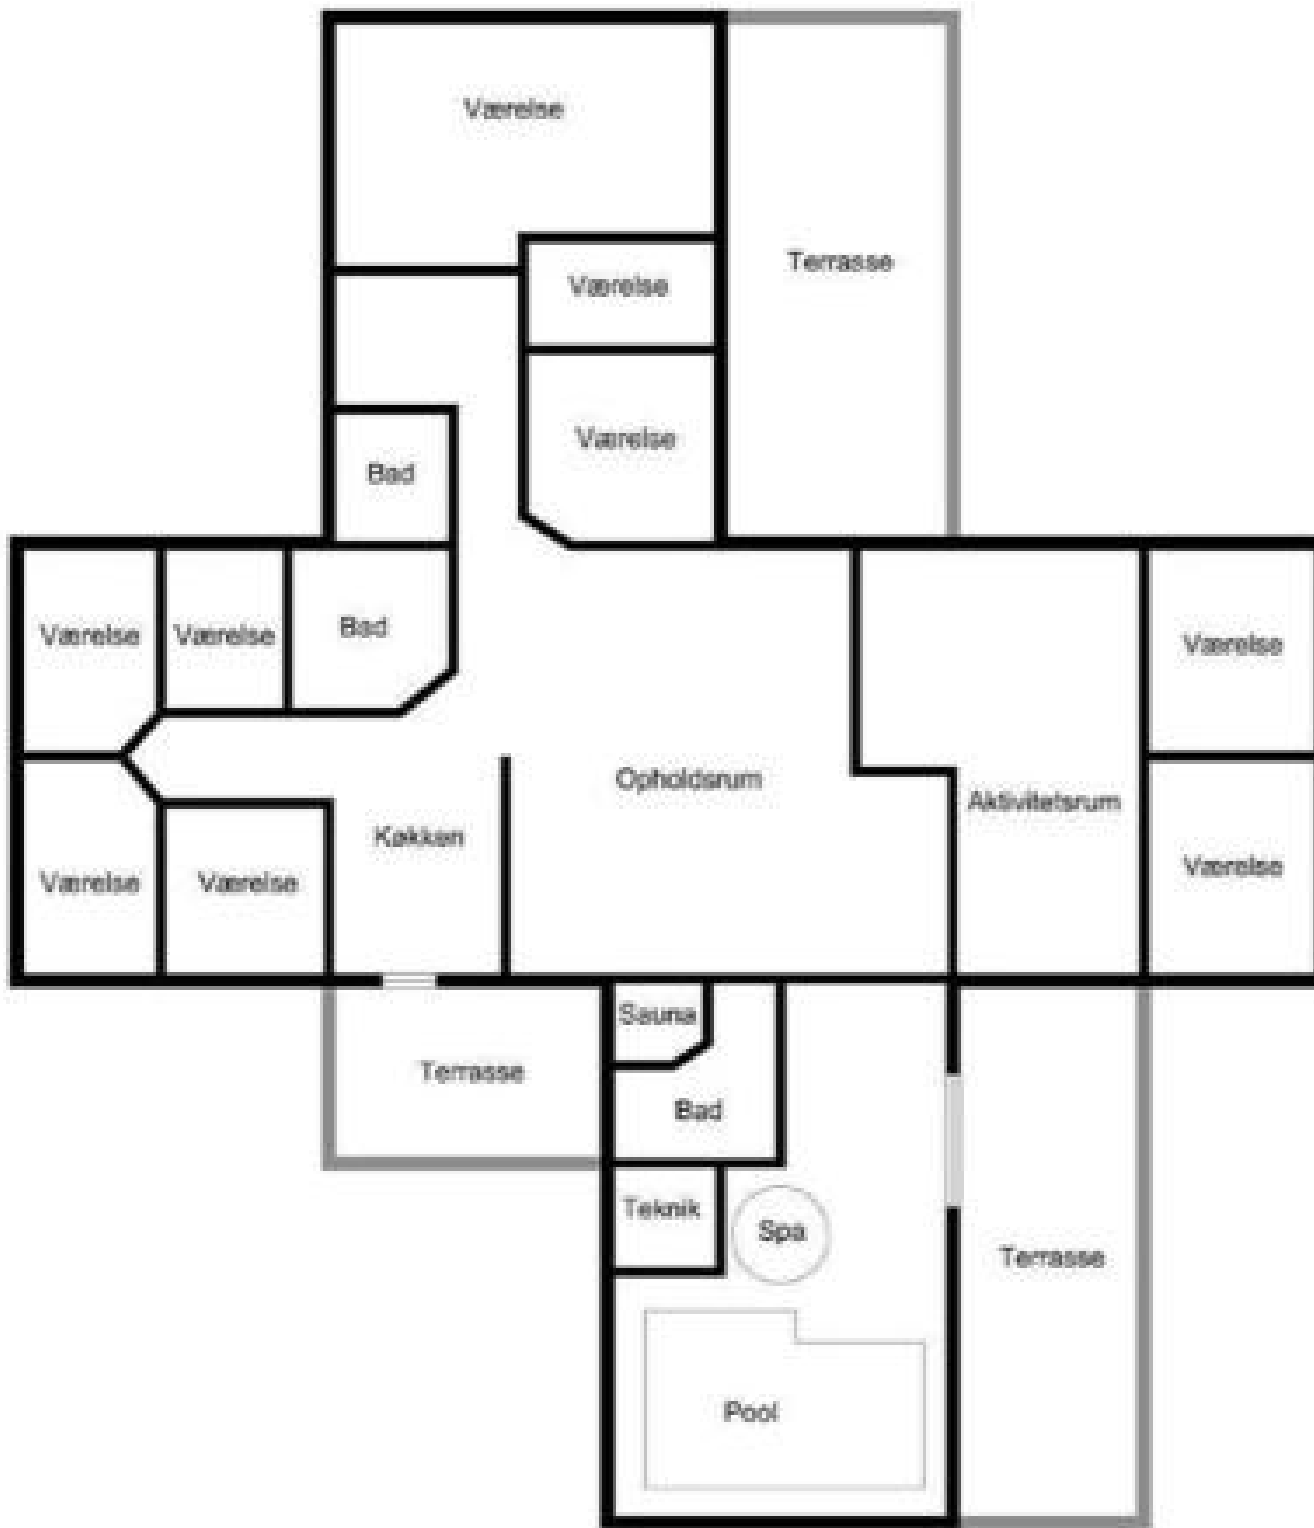 Værelse
Terrasse
Værelse
Værelse
Bad
Værelse
Værelse
Bad
Værelse
Opholdsrum
Aktivitetsrum
Køkken
Værelse
Værelse
Værelse
Sauna
Terrasse
Bad
Teknik
Spa
Terrasse
Pool